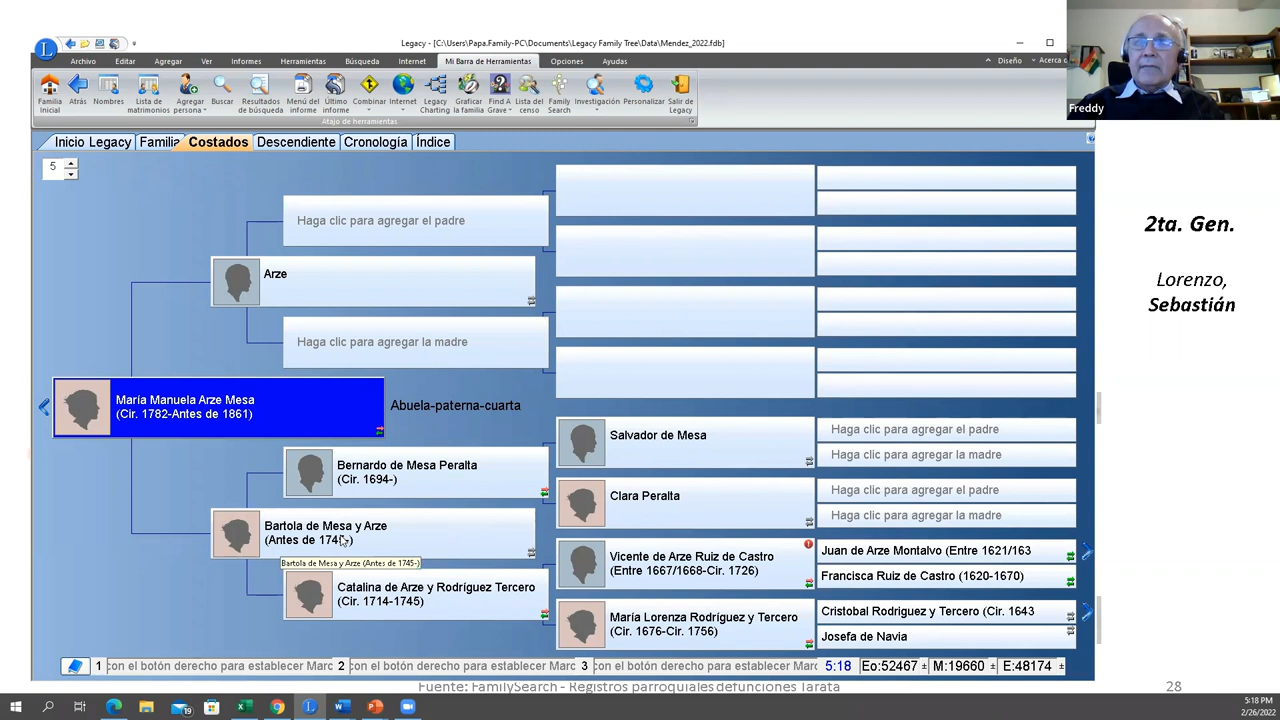 Legacy - [C:\Users\Papa.Family-PC\Documents\Legacy Family Tree\Data\Mendez_2022.fdb]
Archivo Editar Agregar Ver Informes Herramientas Búsqueda Internet Mi Barra de Herramientas Opciones Ayudas Diseño Acerca
Familia Inicial
Atrás
Nombres
Lista de matrimonios
Agregar persona
Buscar
Resultados de búsqueda
Menú del informe
Último informe
Combinar
Internet
Legacy Charting
Graficar la familia
Find A Grave
Lista del censo
Family Search
Investigación
Personalizar
Salir de Legacy
Atajo de herramientas
Freddy
Inicio Legacy Familia Costados Descendiente Cronología Índice
5
Haga clic para agregar el padre
Arze
Haga clic para agregar la madre
María Manuela Arze Mesa
(Cir. 1782-Antes de 1861)
Abuela-paterna-cuarta
Bernardo de Mesa Peralta
(Cir. 1694-)
Bartola de Mesa y Arze
(Antes de 1745-)
Bartola de Mesa y Arze (Antes de 1745-)
Catalina de Arze y Rodríguez Tercero
(Cir. 1714-1745)
Salvador de Mesa
Clara Peralta
Vicente de Arze Ruiz de Castro
(Entre 1667/1668-Cir. 1726)
María Lorenza Rodríguez y Tercero
(Cir. 1676-Cir. 1756)
Haga clic para agregar el padre
Haga clic para agregar la madre
Haga clic para agregar el padre
Haga clic para agregar la madre
Juan de Arze Montalvo (Entre 1621/163
Francisca Ruiz de Castro (1620-1670)
Cristobal Rodriguez y Tercero (Cir. 1643
Josefa de Navia
2ta. Gen.
Lorenzo,
Sebastián
1 con el botón derecho para establecer Marc 2 con el botón derecho para establecer Marc 3 con el botón derecho para establecer Marc 5:18 Eo:52467 M:19660 E:48174
Fuente: FamilySearch - Registros parroquiales defunciones Tarata
28
19
5:18 PM
2/26/2022